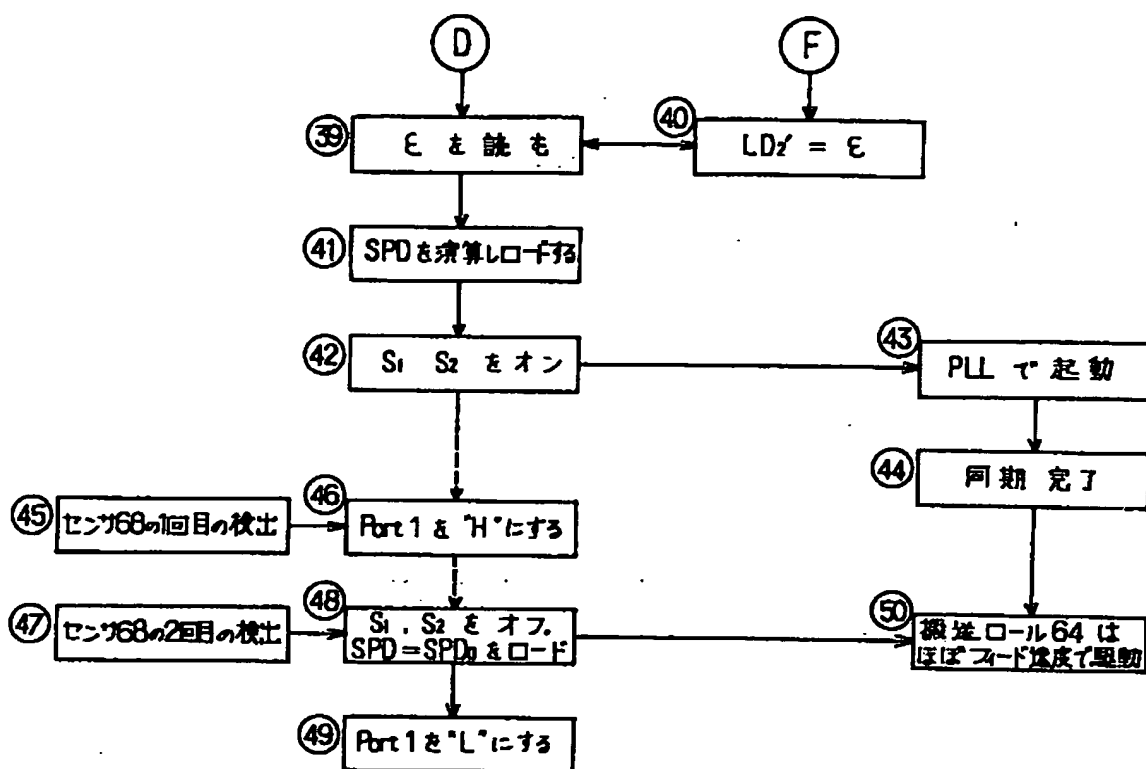 D
F
39
ε を 読 む
40
LD2' = ε
41
SPDを演算しロードする
42
S1 S2 を オン
43
PLL で 起 動
44
同 期 完 了
45
センサ68の1回目の検出
46
Port 1 を "H" にする
47
センサ68の2回目の検出
48
S1 , S2 を オ フ.
SPD=SPD0 を ロ ー ド
50
搬 送 ロ ー ル 64 は
ほぼ フィード 速度で駆動
49
Port 1 を "L" に する